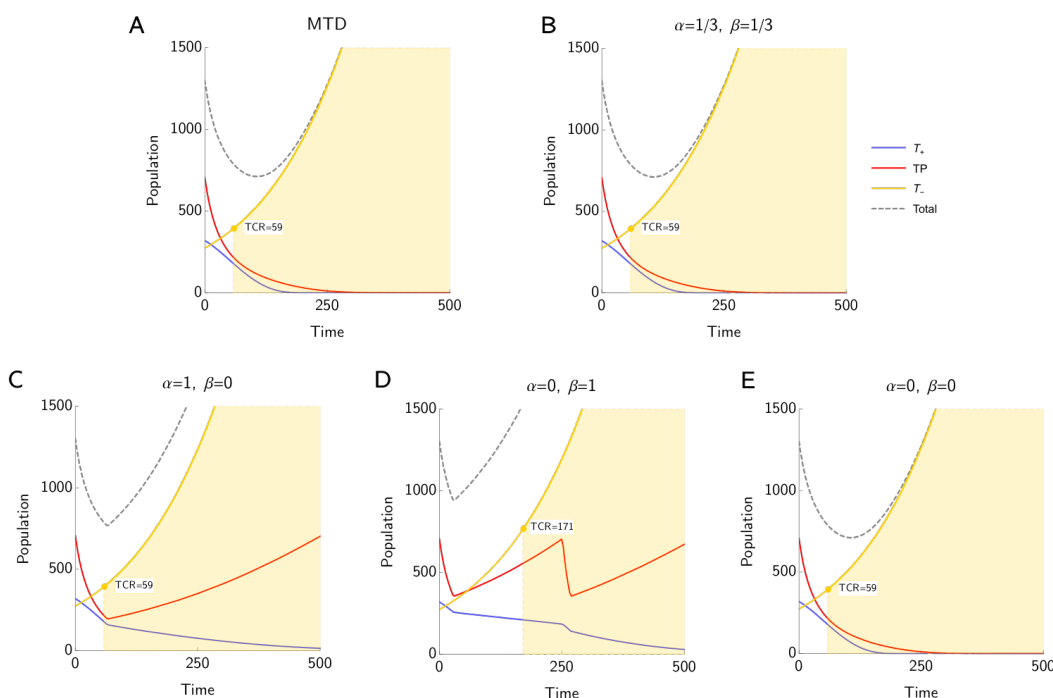 A
MTD
1500
1000
500
0
Population
TCR=59
0
250
500
Time
B
α=1/3, β=1/3
1500
1000
500
0
Population
TCR=59
0
250
500
Time
T₊
TP
T₋
Total
C
α=1, β=0
1500
1000
500
0
Population
TCR=59
0
250
500
Time
D
α=0, β=1
1500
1000
500
0
Population
TCR=171
0
250
500
Time
E
α=0, β=0
1500
1000
500
0
Population
TCR=59
0
250
500
Time